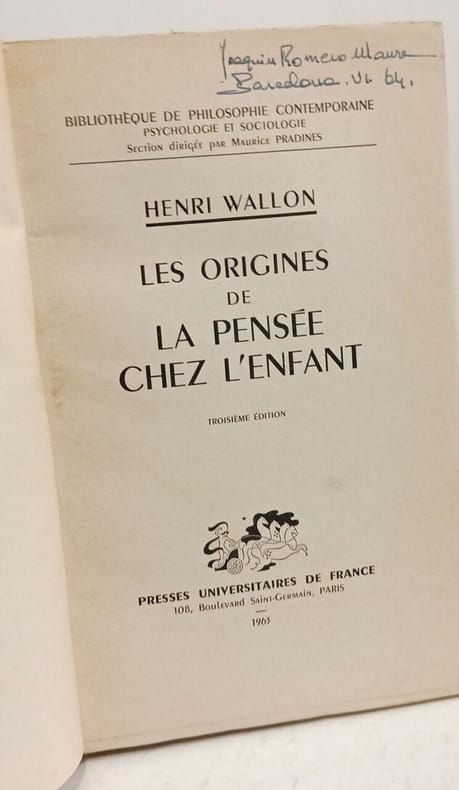 Joaquin Romero Maura
Barcelona. VI. 64.
BIBLIOTHÈQUE DE PHILOSOPHIE CONTEMPORAINE
PSYCHOLOGIE ET SOCIOLOGIE
Section dirigée par Maurice PRADINES
HENRI WALLON
LES ORIGINES
DE
LA PENSÉE
CHEZ L'ENFANT
TROISIÈME ÉDITION
PRESSES UNIVERSITAIRES DE FRANCE
108, Boulevard Saint-Germain, PARIS
1963